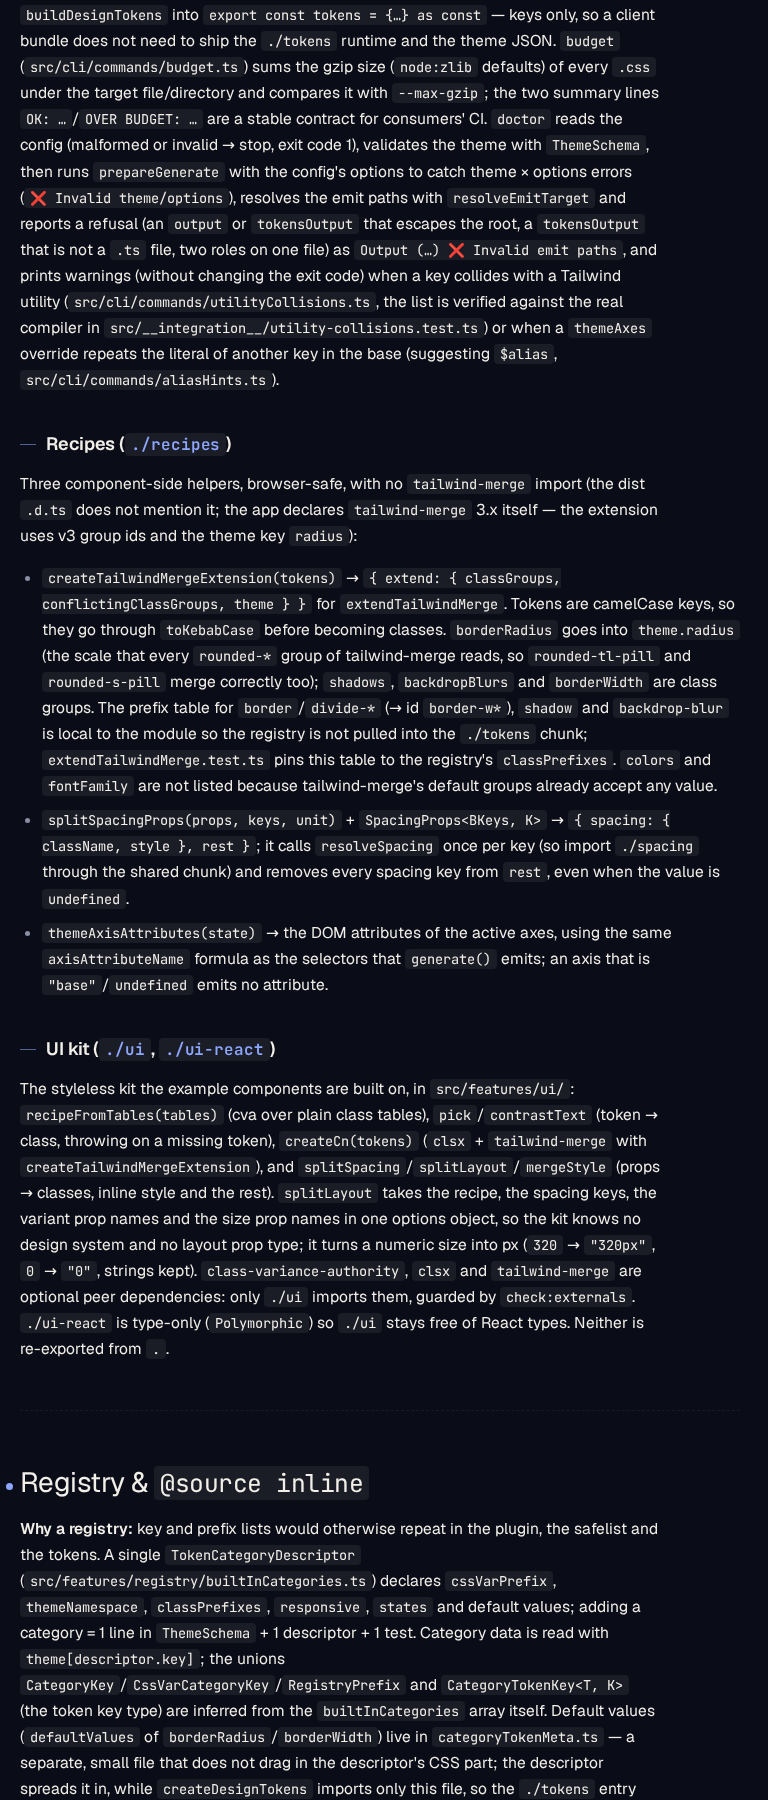 buildDesignTokens into export const tokens = {…} as const — keys only, so a client
bundle does not need to ship the ./tokens runtime and the theme JSON. budget
( src/cli/commands/budget.ts ) sums the gzip size ( node:zlib defaults) of every .css
under the target file/directory and compares it with --max-gzip ; the two summary lines
OK: … / OVER BUDGET: … are a stable contract for consumers' CI. doctor reads the
config (malformed or invalid → stop, exit code 1), validates the theme with ThemeSchema ,
then runs prepareGenerate with the config's options to catch theme × options errors
( ❌ Invalid theme/options ), resolves the emit paths with resolveEmitTarget and
reports a refusal (an output or tokensOutput that escapes the root, a tokensOutput
that is not a .ts file, two roles on one file) as Output (…) ❌ Invalid emit paths , and
prints warnings (without changing the exit code) when a key collides with a Tailwind
utility ( src/cli/commands/utilityCollisions.ts , the list is verified against the real
compiler in src/__integration__/utility-collisions.test.ts ) or when a themeAxes
override repeats the literal of another key in the base (suggesting $alias ,
src/cli/commands/aliasHints.ts ).
— Recipes ( ./recipes )
Three component-side helpers, browser-safe, with no tailwind-merge import (the dist
.d.ts does not mention it; the app declares tailwind-merge 3.x itself — the extension
uses v3 group ids and the theme key radius ):
• createTailwindMergeExtension(tokens) → { extend: { classGroups,
conflictingClassGroups, theme } } for extendTailwindMerge . Tokens are camelCase keys, so
they go through toKebabCase before becoming classes. borderRadius goes into theme.radius
(the scale that every rounded-* group of tailwind-merge reads, so rounded-tl-pill and
rounded-s-pill merge correctly too); shadows , backdropBlurs and borderWidth are class
groups. The prefix table for border / divide-* (→ id border-w* ), shadow and backdrop-blur
is local to the module so the registry is not pulled into the ./tokens chunk;
extendTailwindMerge.test.ts pins this table to the registry's classPrefixes . colors and
fontFamily are not listed because tailwind-merge's default groups already accept any value.
• splitSpacingProps(props, keys, unit) + SpacingProps<BKeys, K> → { spacing: {
className, style }, rest } ; it calls resolveSpacing once per key (so import ./spacing
through the shared chunk) and removes every spacing key from rest , even when the value is
undefined .
• themeAxisAttributes(state) → the DOM attributes of the active axes, using the same
axisAttributeName formula as the selectors that generate() emits; an axis that is
"base" / undefined emits no attribute.
— UI kit ( ./ui , ./ui-react )
The styleless kit the example components are built on, in src/features/ui/ :
recipeFromTables(tables) (cva over plain class tables), pick / contrastText (token →
class, throwing on a missing token), createCn(tokens) ( clsx + tailwind-merge with
createTailwindMergeExtension ), and splitSpacing / splitLayout / mergeStyle (props
→ classes, inline style and the rest). splitLayout takes the recipe, the spacing keys, the
variant prop names and the size prop names in one options object, so the kit knows no
design system and no layout prop type; it turns a numeric size into px ( 320 → "320px" ,
0 → "0" , strings kept). class-variance-authority , clsx and tailwind-merge are
optional peer dependencies: only ./ui imports them, guarded by check:externals .
./ui-react is type-only ( Polymorphic ) so ./ui stays free of React types. Neither is
re-exported from . .
• Registry & @source inline
Why a registry: key and prefix lists would otherwise repeat in the plugin, the safelist and
the tokens. A single TokenCategoryDescriptor
( src/features/registry/builtInCategories.ts ) declares cssVarPrefix ,
themeNamespace , classPrefixes , responsive , states and default values; adding a
category = 1 line in ThemeSchema + 1 descriptor + 1 test. Category data is read with
theme[descriptor.key] ; the unions
CategoryKey / CssVarCategoryKey / RegistryPrefix and CategoryTokenKey<T, K>
(the token key type) are inferred from the builtInCategories array itself. Default values
( defaultValues of borderRadius / borderWidth ) live in categoryTokenMeta.ts — a
separate, small file that does not drag in the descriptor's CSS part; the descriptor
spreads it in, while createDesignTokens imports only this file, so the ./tokens entry